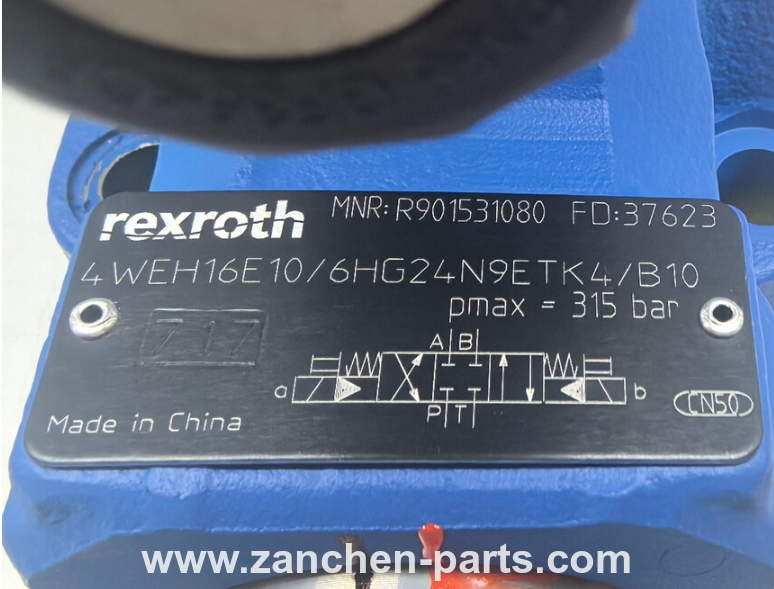 rexroth MNR: R901531080 FD: 37623
4WEH16E10/6HG24N9ETK4/B10
pmax = 315 bar
717
A B
a b
P T
CN50
Made in China
www.zanchen-parts.com